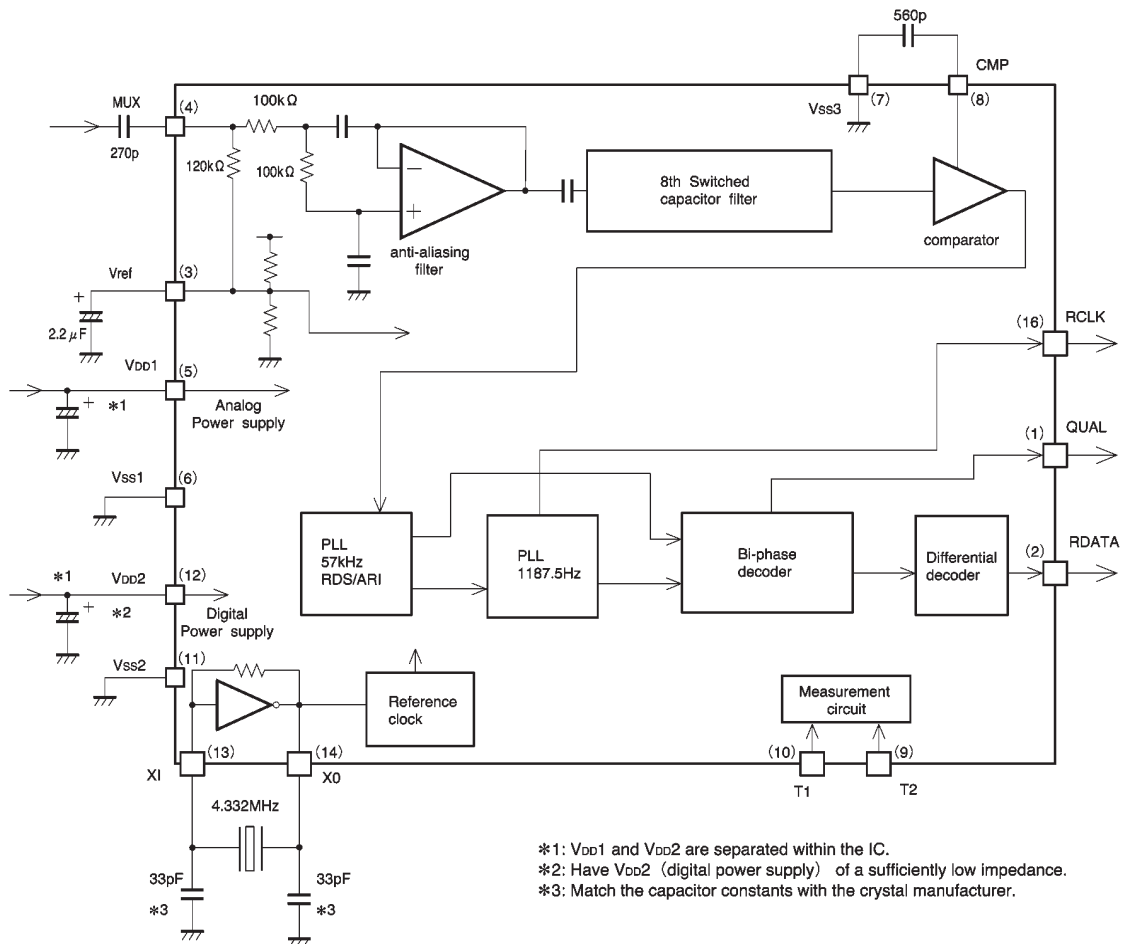 560p
CMP
Vss3
(7)
(8)
MUX
(4)
270p
100kΩ
120kΩ
100kΩ
anti-aliasing
filter
8th Switched
capacitor filter
comparator
Vref
(3)
+
2.2μF
VDD1
(5)
+
*1
Analog
Power supply
(16)
RCLK
(1)
QUAL
(2)
RDATA
Vss1
(6)
PLL
57kHz
RDS/ARI
PLL
1187.5Hz
Bi-phase
decoder
Differential
decoder
*1
VDD2
(12)
+
*2
Digital
Power supply
Vss2
(11)
Reference
clock
Measurement
circuit
(13)
(14)
XI
X0
(10)
(9)
T1
T2
4.332MHz
33pF
*3
33pF
*3
*1: VDD1 and VDD2 are separated within the IC.
*2: Have VDD2 (digital power supply) of a sufficiently low impedance.
*3: Match the capacitor constants with the crystal manufacturer.